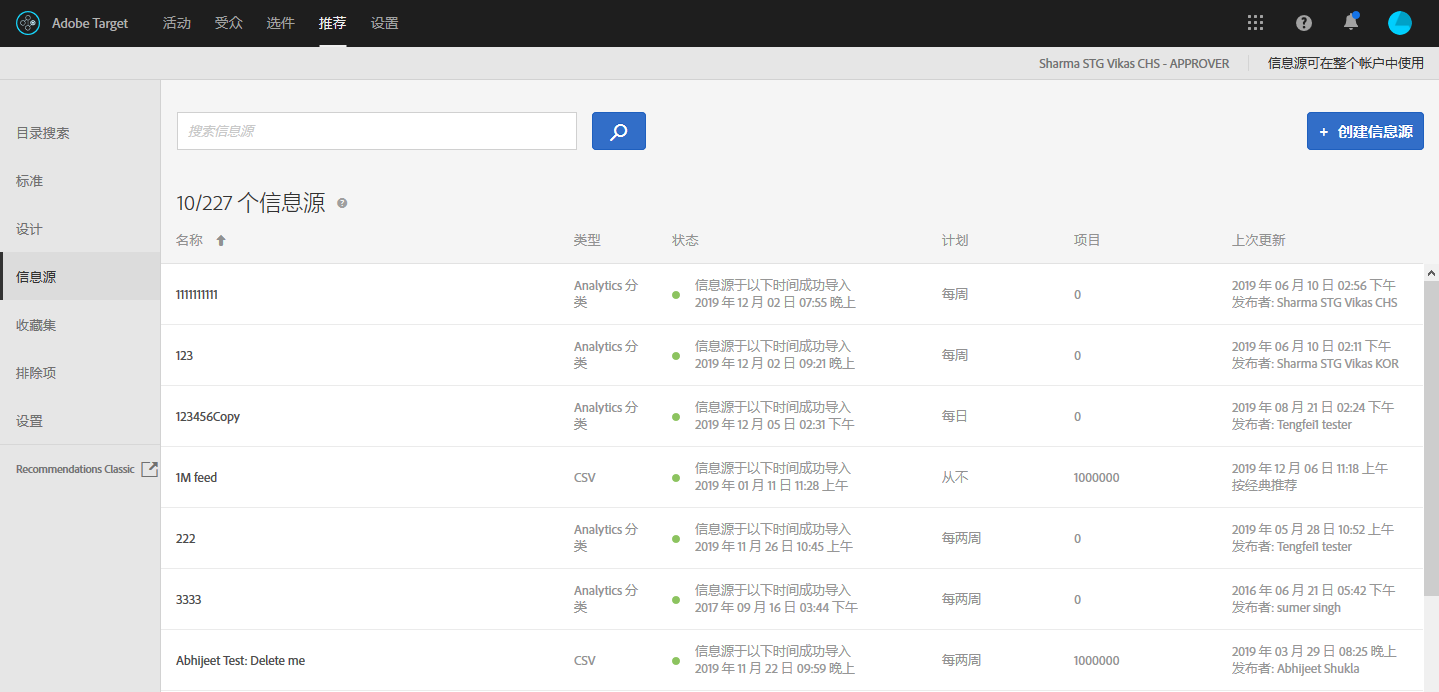 Adobe Target 活动 受众 选件 推荐 设置
Sharma STG Vikas CHS - APPROVER 信息源可在整个帐户中使用
目录搜索
标准
设计
信息源
收藏集
排除项
设置
Recommendations Classic
搜索信息源
+ 创建信息源
10/227 个信息源
名称 类型 状态 计划 项目 上次更新
1111111111 Analytics 分类 信息源于以下时间成功导入 2019 年 12 月 02 日 07:55 晚上 每周 0 2019 年 06 月 10 日 02:56 下午 发布者: Sharma STG Vikas CHS
123 Analytics 分类 信息源于以下时间成功导入 2019 年 12 月 02 日 09:21 晚上 每周 0 2019 年 06 月 10 日 02:11 下午 发布者: Sharma STG Vikas KOR
123456Copy Analytics 分类 信息源于以下时间成功导入 2019 年 12 月 05 日 02:31 下午 每日 0 2019 年 08 月 21 日 02:24 下午 发布者: Tengfei1 tester
1M feed CSV 信息源于以下时间成功导入 2019 年 01 月 11 日 11:28 上午 从不 1000000 2019 年 12 月 06 日 11:18 上午 按经典推荐
222 Analytics 分类 信息源于以下时间成功导入 2019 年 11 月 26 日 10:45 上午 每两周 0 2019 年 05 月 28 日 10:52 上午 发布者: Tengfei1 tester
3333 Analytics 分类 信息源于以下时间成功导入 2017 年 09 月 16 日 03:44 下午 每两周 0 2016 年 06 月 21 日 05:42 下午 发布者: sumer singh
Abhijeet Test: Delete me CSV 信息源于以下时间成功导入 2019 年 11 月 22 日 09:59 晚上 每两周 1000000 2019 年 03 月 29 日 08:25 晚上 发布者: Abhijeet Shukla